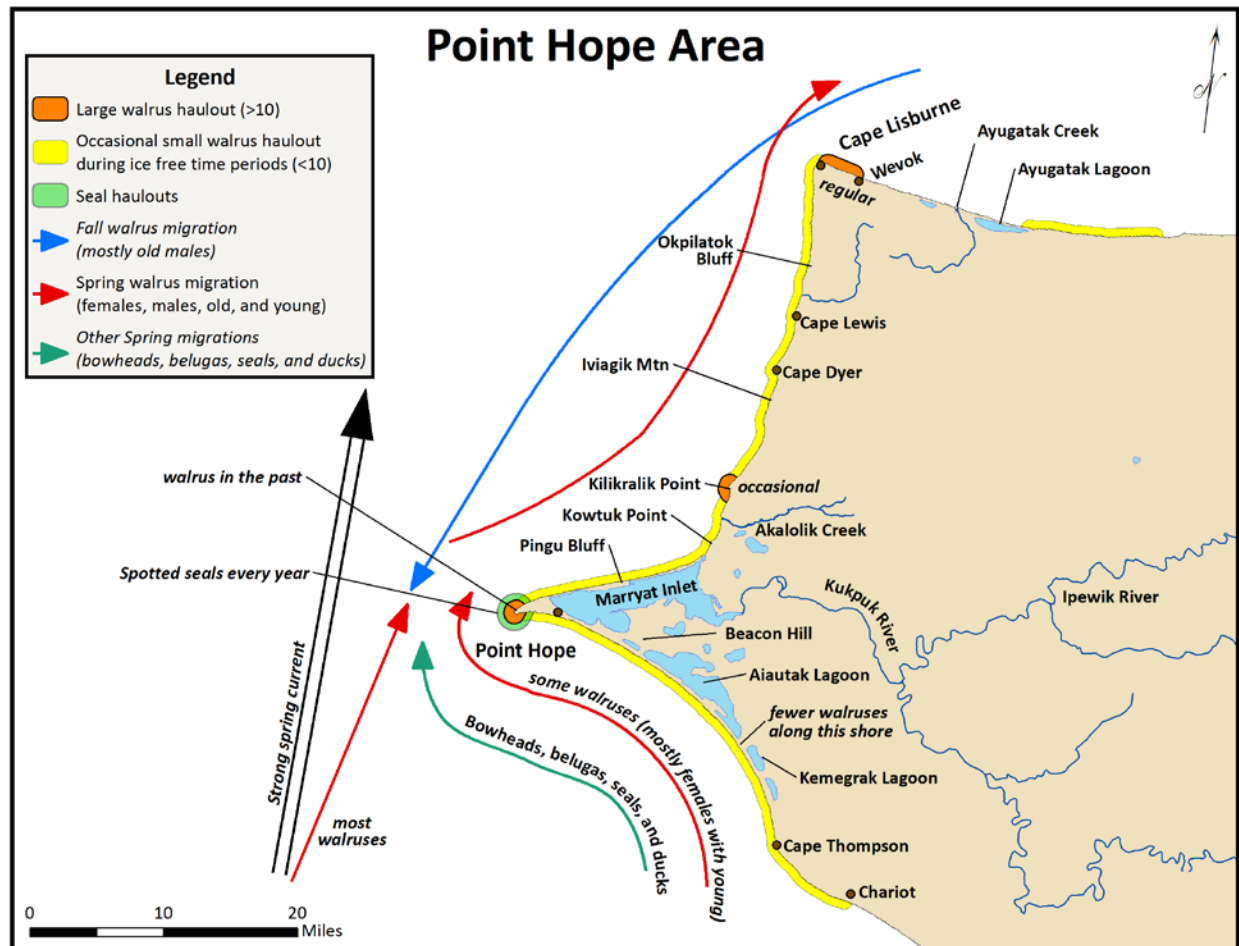 Point Hope Area
Legend
Large walrus haulout (>10)
Occasional small walrus haulout
during ice free time periods (<10)
Seal haulouts
Fall walrus migration
(mostly old males)
Spring walrus migration
(females, males, old, and young)
Other Spring migrations
(bowheads, belugas, seals, and ducks)
N
Cape Lisburne
Wevok
regular
Ayugatak Creek
Ayugatak Lagoon
Okpilatok
Bluff
Cape Lewis
Iviagik Mtn
Cape Dyer
walrus in the past
Kilikralik Point
occasional
Kowtuk Point
Akalolik Creek
Pingu Bluff
Spotted seals every year
Marryat Inlet
Kukpuk River
Ipewik River
Beacon Hill
Point Hope
Aiautak Lagoon
some walruses (mostly females with young)
fewer walruses
along this shore
Strong spring current
Bowheads, belugas, seals, and ducks
Kemegrak Lagoon
most
walruses
Cape Thompson
Chariot
0 10 20
Miles